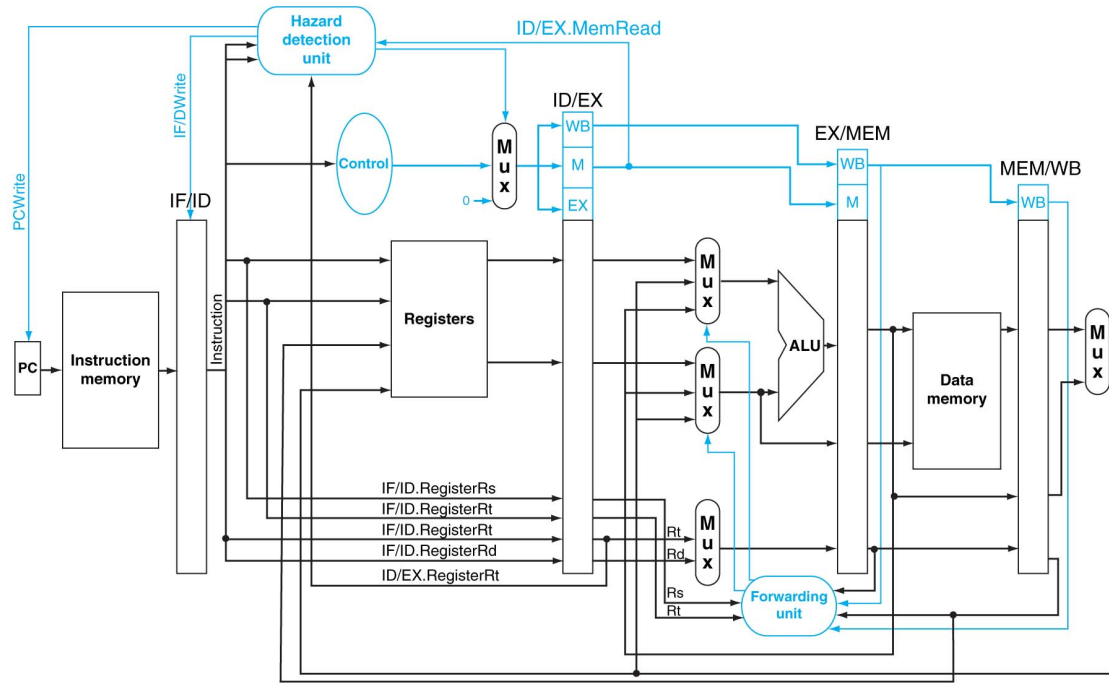 Hazard
detection
unit
ID/EX.MemRead
ID/EX
IF/DWrite
PCWrite
Control
M
u
x
0
WB
M
EX
EX/MEM
WB
M
MEM/WB
WB
IF/ID
PC
Instruction
memory
Instruction
Registers
M
u
x
M
u
x
ALU
Data
memory
M
u
x
IF/ID.RegisterRs
IF/ID.RegisterRt
IF/ID.RegisterRt
IF/ID.RegisterRd
ID/EX.RegisterRt
Rt
Rd
M
u
x
Rs
Rt
Forwarding
unit